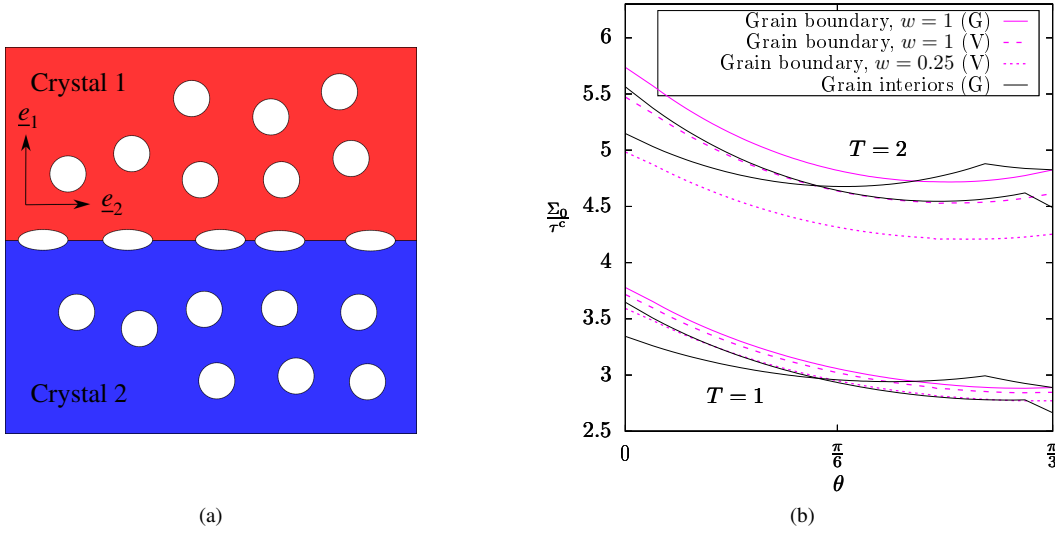 Crystal 1
e1
e2
Crystal 2
(a)
Grain boundary, w = 1 (G)
Grain boundary, w = 1 (V)
Grain boundary, w = 0.25 (V)
Grain interiors (G)
6
5.5
5
4.5
4
3.5
3
2.5
Σ0/τc
T = 2
T = 1
0
π/6
π/3
θ
(b)